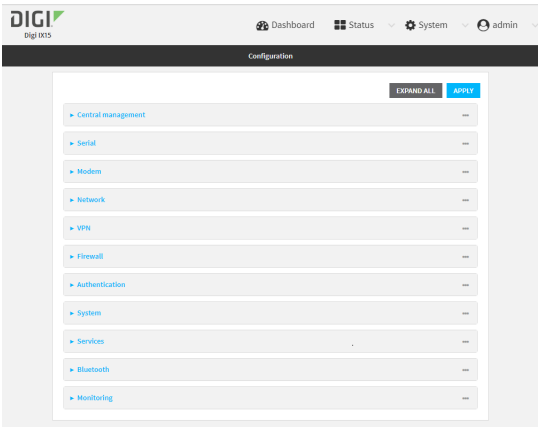 DIGI
Digi IX15
Dashboard
Status
System
admin
Configuration
EXPAND ALL
APPLY
Central management
Serial
Modem
Network
VPN
Firewall
Authentication
System
Services
Bluetooth
Monitoring